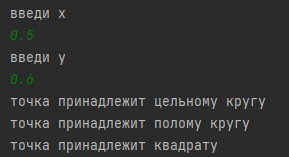 введи x
0.5
введи y
0.6
точка принадлежит цельному кругу
точка принадлежит полому кругу
точка принадлежит квадрату